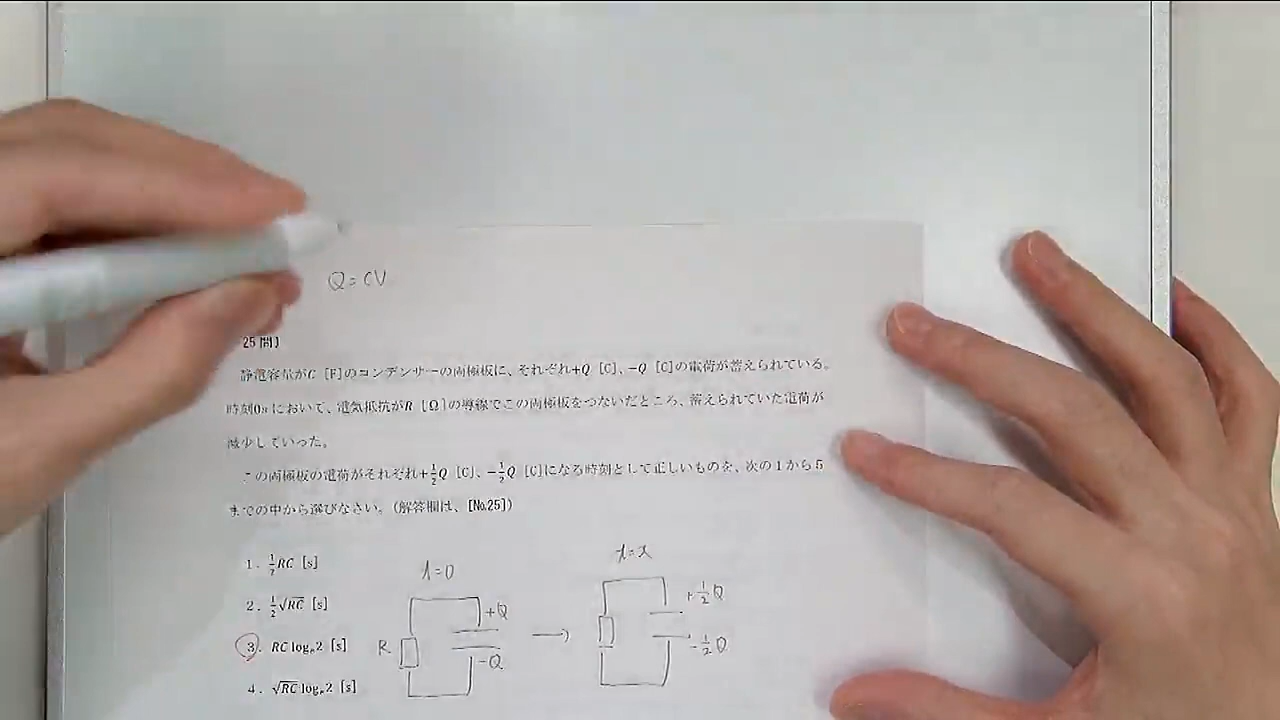 Q = CV
25問】
静電容量がC [F]のコンデンサーの両極板に、それぞれ+Q [C]、−Q [C]の電荷が蓄えられている。
時刻0sにおいて、電気抵抗がR [Ω]の導線でこの両極板をつないだところ、蓄えられていた電荷が
減少していった。
この両極板の電荷がそれぞれ+½Q [C]、−½Q [C]になる時刻として正しいものを、次の1から5
までの中から選びなさい。(解答欄は、[No.25])
1. ½RC [s]
2. ½√RC [s]
3. RC logₑ2 [s]
4. √RC logₑ2 [s]
t=0
R
+Q
−Q
t=x
+½Q
−½Q